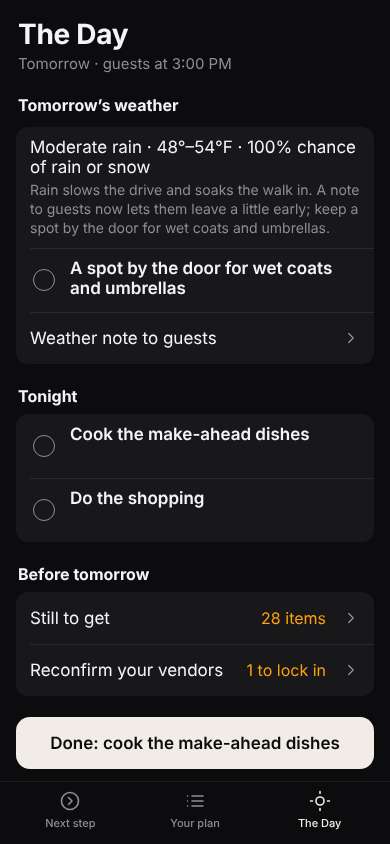 The Day
Tomorrow · guests at 3:00 PM
Tomorrow’s weather
Moderate rain · 48°–54°F · 100% chance
of rain or snow
Rain slows the drive and soaks the walk in. A note
to guests now lets them leave a little early; keep a
spot by the door for wet coats and umbrellas.
A spot by the door for wet coats
and umbrellas
Weather note to guests
Tonight
Cook the make-ahead dishes
Do the shopping
Before tomorrow
Still to get 28 items
Reconfirm your vendors 1 to lock in
Done: cook the make-ahead dishes
Next step Your plan The Day